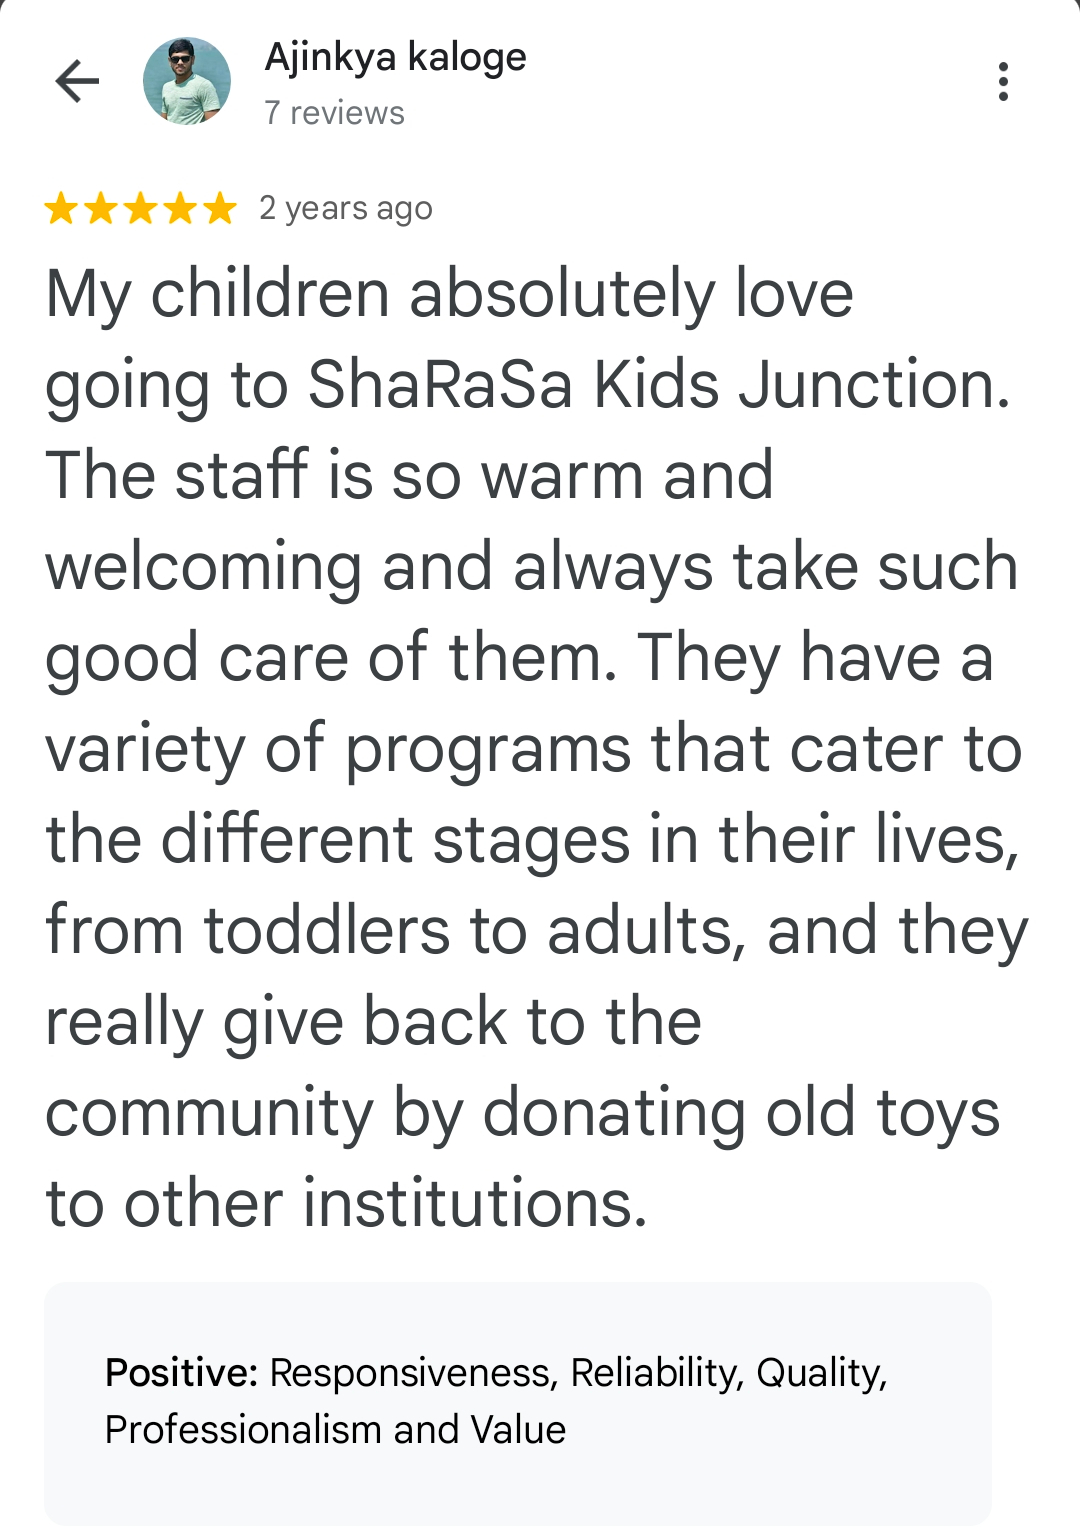 Ajinkya kaloge
7 reviews
2 years ago
My children absolutely love
going to ShaRaSa Kids Junction.
The staff is so warm and
welcoming and always take such
good care of them. They have a
variety of programs that cater to
the different stages in their lives,
from toddlers to adults, and they
really give back to the
community by donating old toys
to other institutions.
Positive: Responsiveness, Reliability, Quality,
Professionalism and Value